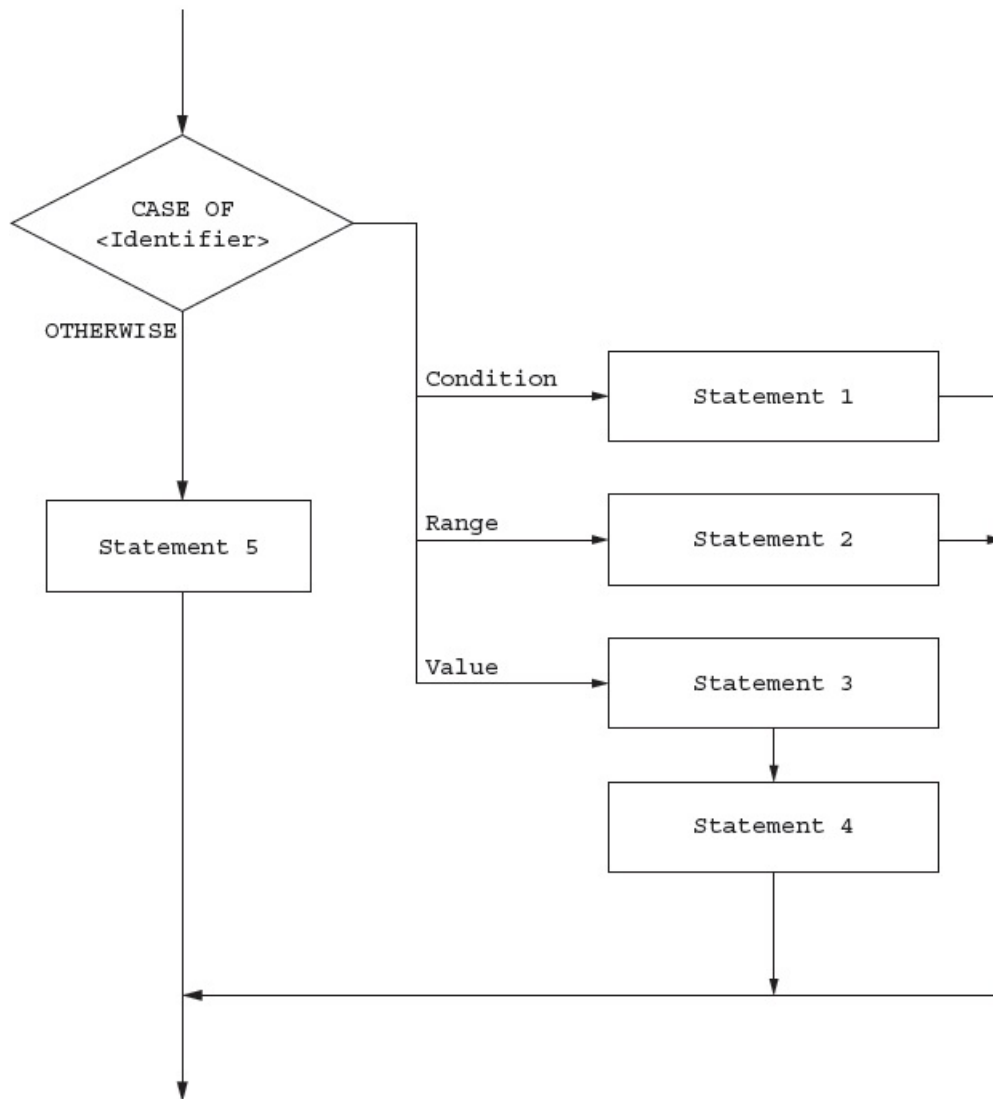 CASE OF
<Identifier>
OTHERWISE
Condition
Statement 1
Range
Statement 2
Statement 5
Value
Statement 3
Statement 4